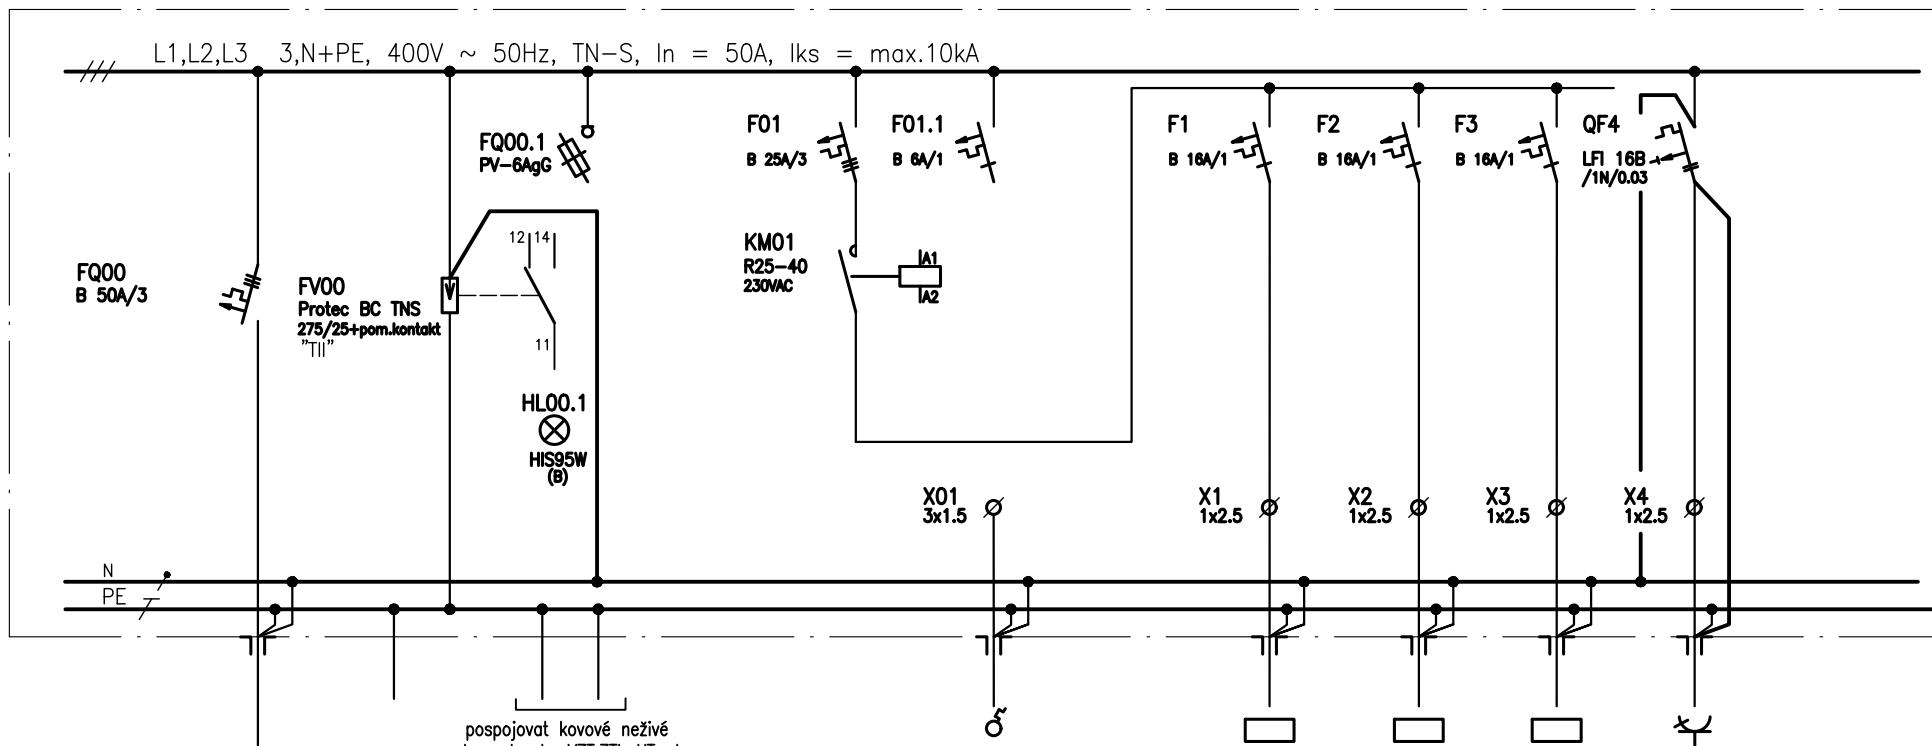 L1,L2,L3 3,N+PE, 400V ~ 50Hz, TN-S, In = 50A, Iks = max.10kA
FQ00.1
PV-6AgG
F01
B 25A/3
F01.1
B 6A/1
F1
B 16A/1
F2
B 16A/1
F3
B 16A/1
QF4
LFI 16B
/1N/0.03
12 14
KM01
R25-40
230VAC
A1
A2
FQ00
B 50A/3
FV00
Protec BC TNS
275/25+pom.kontakt
"TII"
11
HL00.1
HIS95W
(B)
X01
3x1.5
X1
1x2.5
X2
1x2.5
X3
1x2.5
X4
1x2.5
N
PE
pospojovat kovové neživé